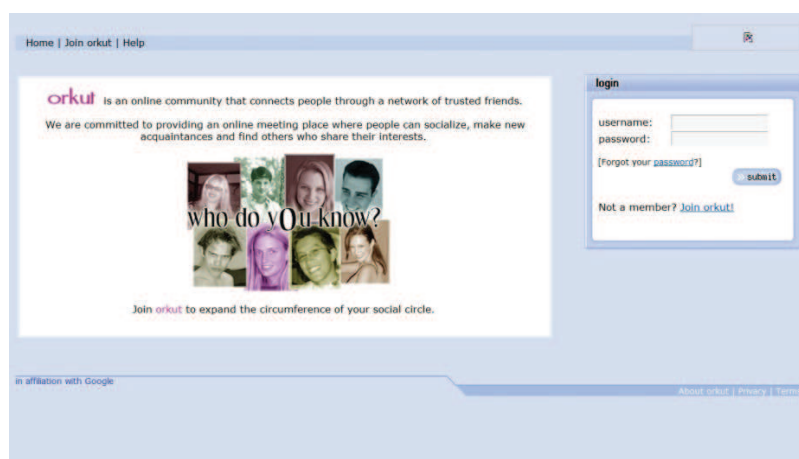 Home | Join orkut | Help
orkut is an online community that connects people through a network of trusted friends.
We are committed to providing an online meeting place where people can socialize, make new
acquaintances and find others who share their interests.
who do you know?
Join orkut to expand the circumference of your social circle.
login
username:
password:
[Forgot your password?]
submit
Not a member? Join orkut!
in affiliation with Google
About orkut | Privacy | Terms